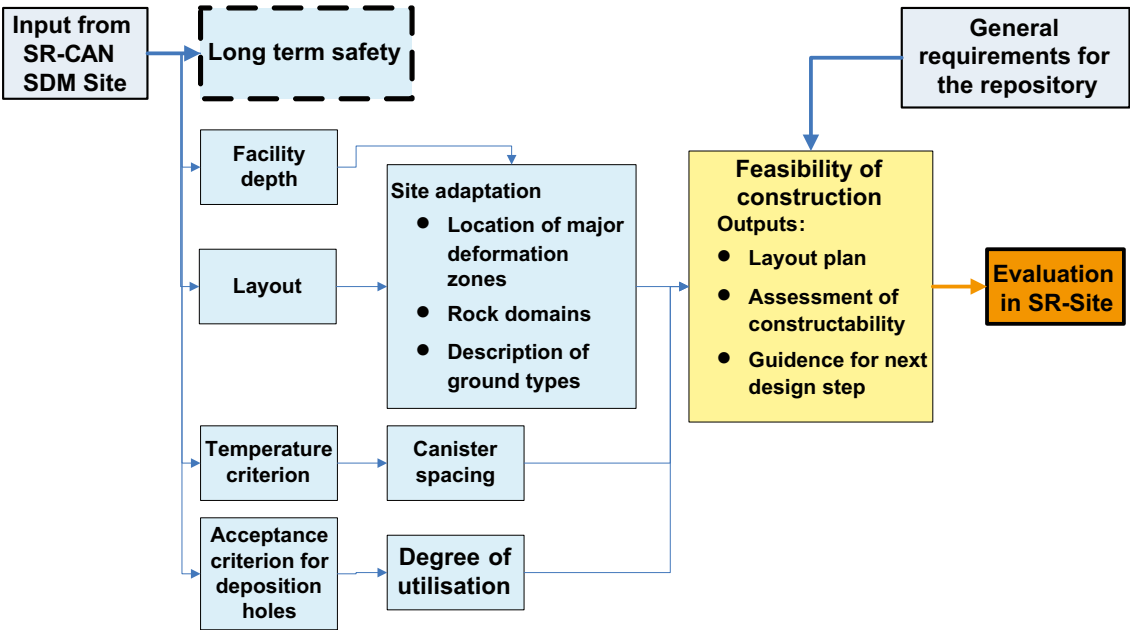 Input from
SR-CAN
SDM Site
Long term safety
General
requirements for
the repository
Facility
depth
Site adaptation
● Location of major
deformation
zones
● Rock domains
● Description of
ground types
Layout
Feasibility of
construction
Outputs:
● Layout plan
● Assessment of
constructability
● Guidence for next
design step
Evaluation
in SR-Site
Temperature
criterion
Canister
spacing
Acceptance
criterion for
deposition
holes
Degree of
utilisation